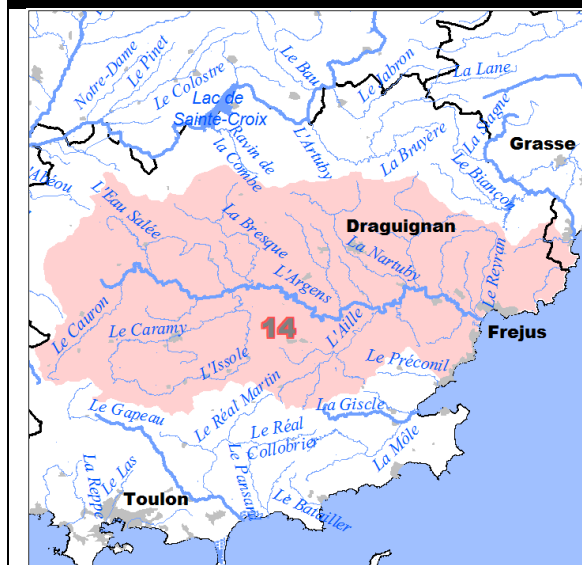 Notre-Dame
Le Pinet
Le Colostre
Le Bau
Le Jabron
La Lane
Lac de
Sainte-Croix
Ravin de
la Combe
L'Artuby
La Bruyère
La Siagne
Le Biançon
Grasse
L'Eau Salée
La Bresque
Draguignan
La Nartuby
L'Argens
Le Reyran
Le Cauron
Le Caramy
14
L'Aille
Frejus
L'Issole
Le Préconil
Le Réal Martin
La Giscle
Le Gapeau
Le Réal
Collobrier
La Môle
Le Pansard
La Reppe
Le Las
Toulon
Le Batailler